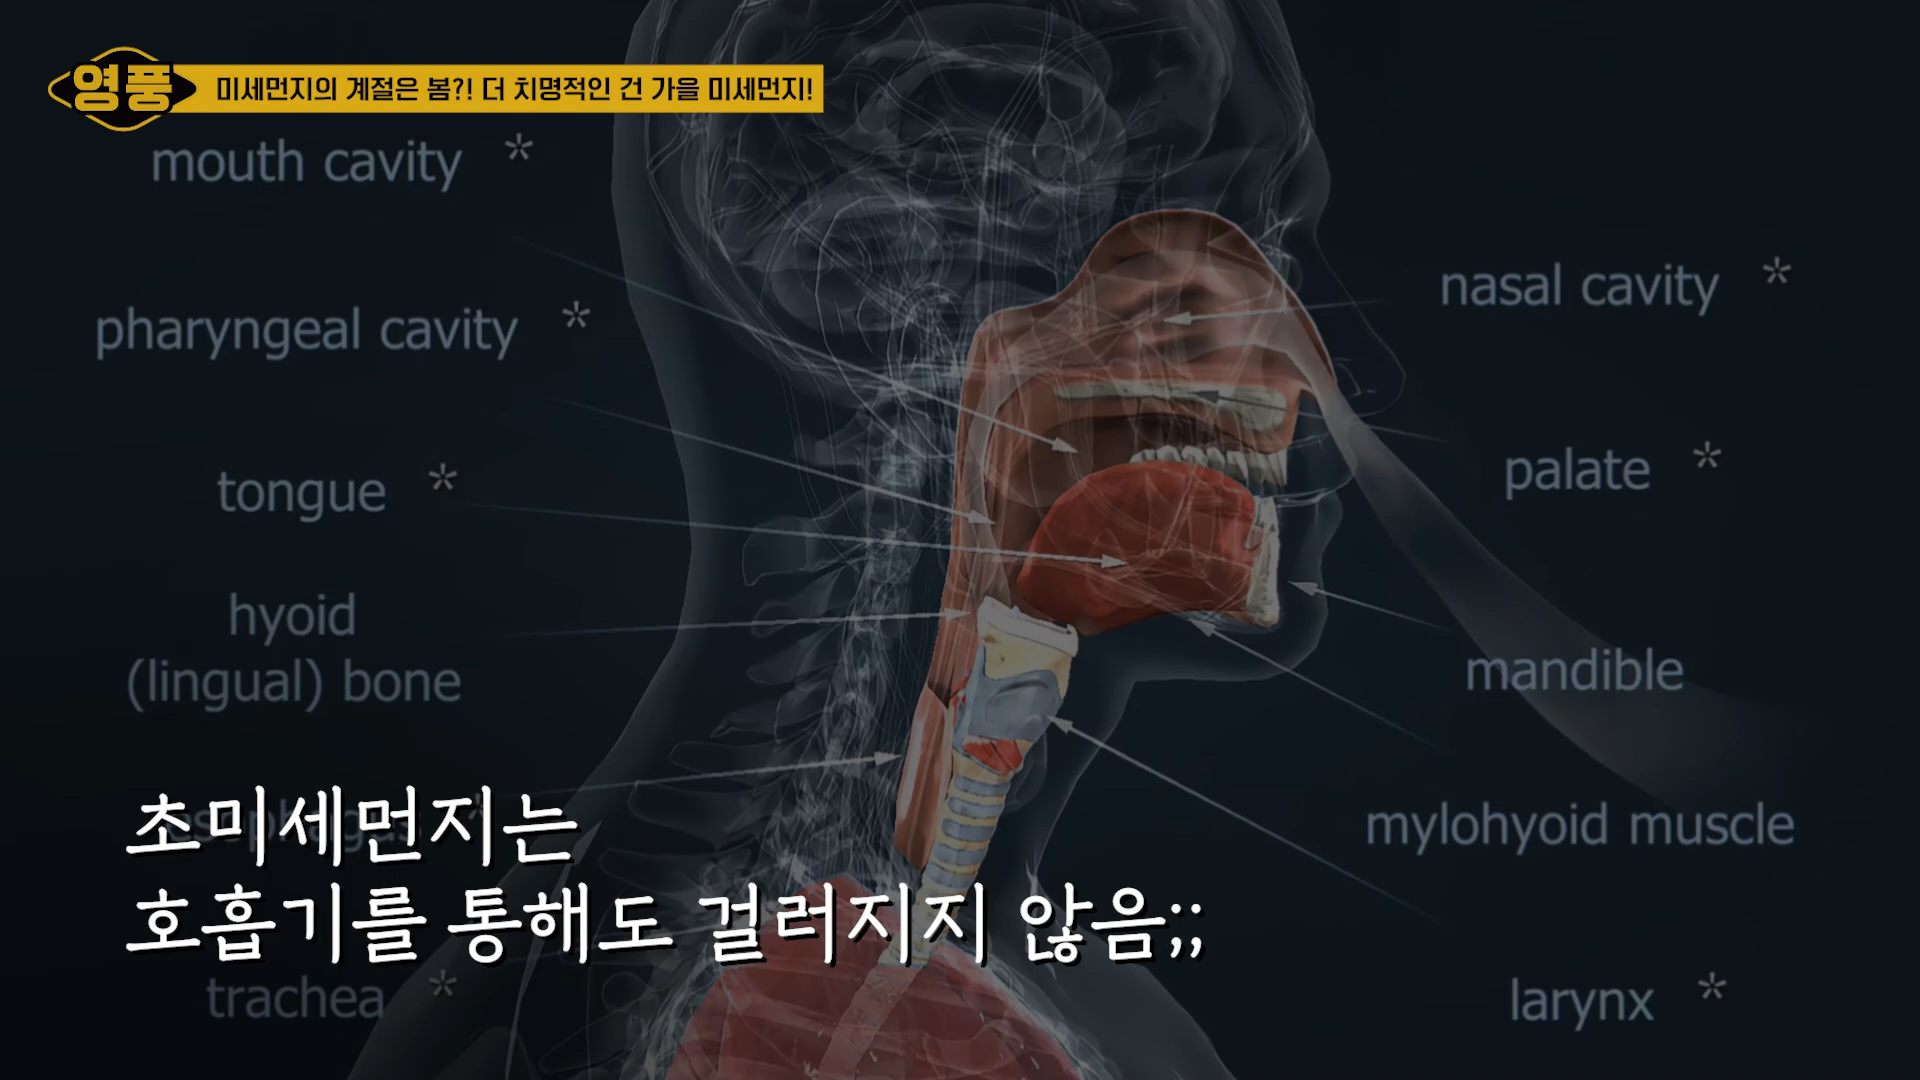 영풍
미세먼지의 계절은 봄?! 더 치명적인 건 가을 미세먼지!
mouth cavity *
pharyngeal cavity *
tongue *
hyoid
(lingual) bone
trachea *
nasal cavity *
palate *
mandible
mylohyoid muscle
larynx *
초미세먼지는
호흡기를 통해도 걸러지지 않음;;